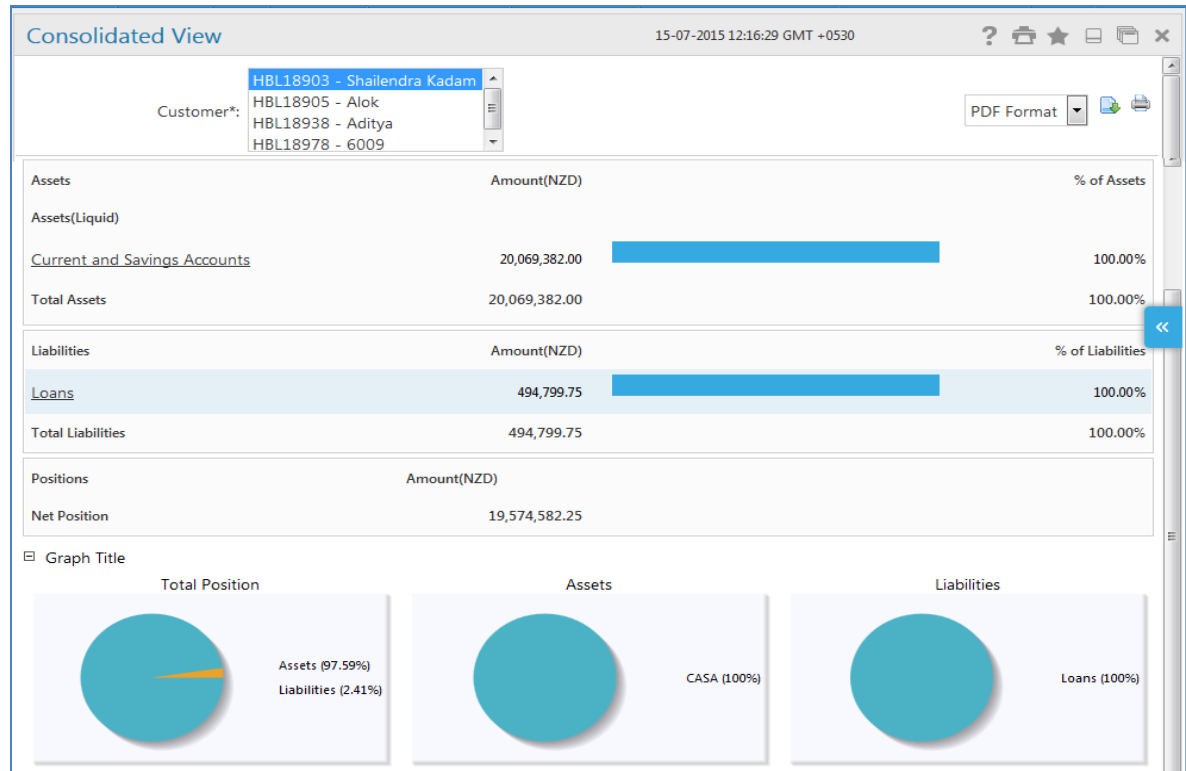 Consolidated View 15-07-2015 12:16:29 GMT +0530 ?
Customer*:
HBL18903 - Shailendra Kadam
HBL18905 - Alok
HBL18938 - Aditya
HBL18978 - 6009
PDF Format
Assets Amount(NZD) % of Assets
Assets(Liquid)
Current and Savings Accounts 20,069,382.00 100.00%
Total Assets 20,069,382.00 100.00%
Liabilities Amount(NZD) % of Liabilities
Loans 494,799.75 100.00%
Total Liabilities 494,799.75 100.00%
Positions Amount(NZD)
Net Position 19,574,582.25
Graph Title
Total Position
Assets (97.59%)
Liabilities (2.41%)
Assets
CASA (100%)
Liabilities
Loans (100%)